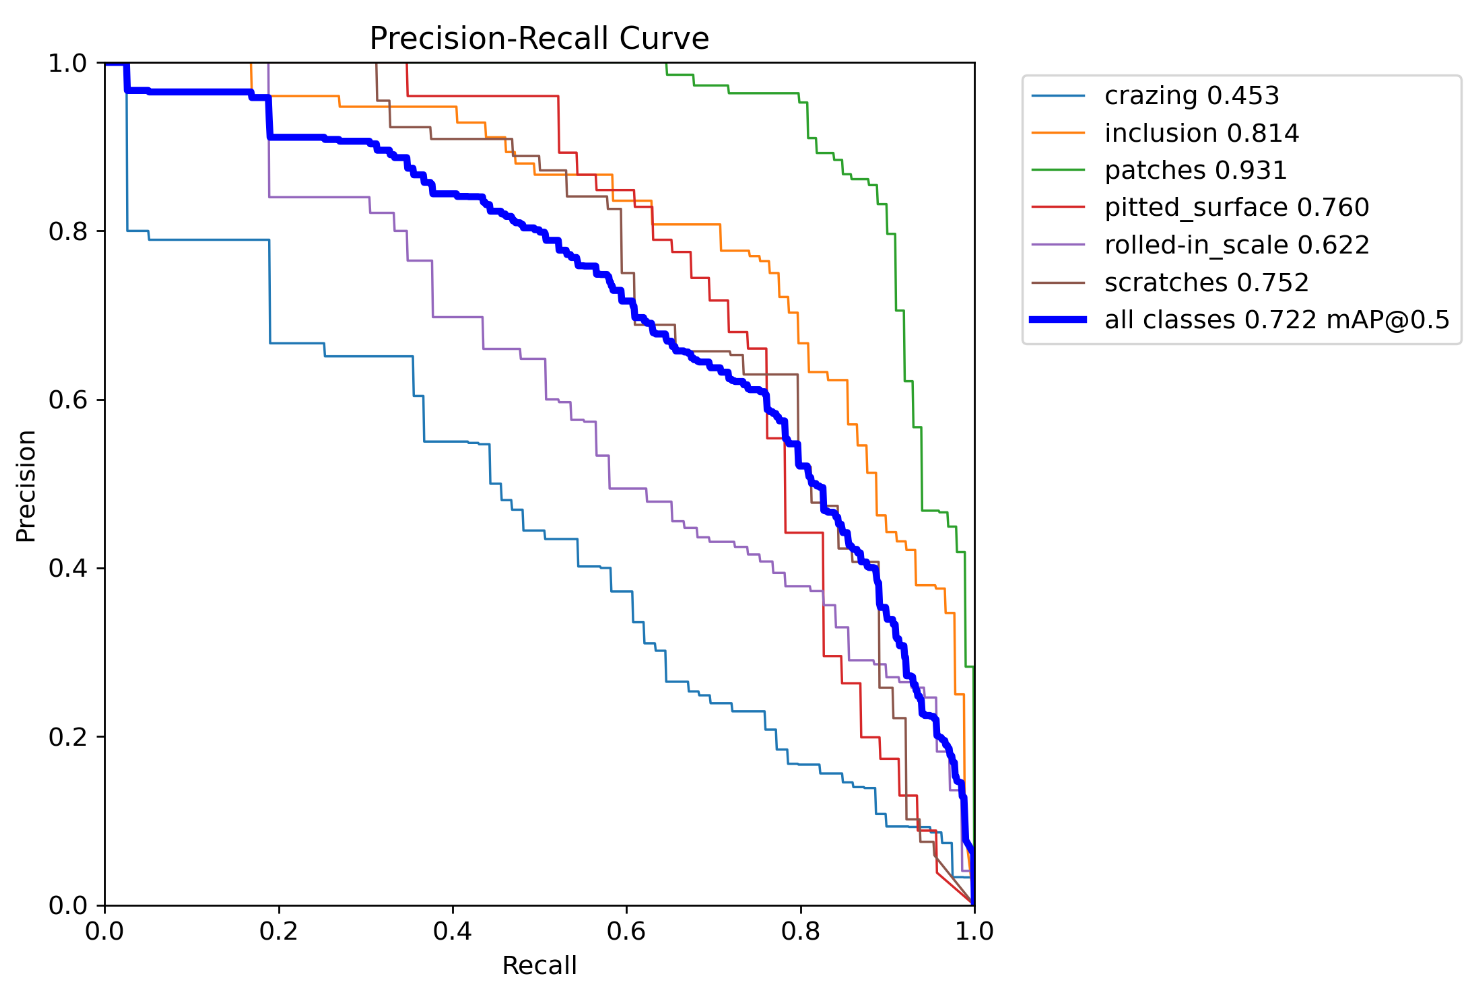 Precision-Recall Curve
1.0
0.8
0.6
0.4
0.2
0.0
Precision
0.0 0.2 0.4 0.6 0.8 1.0
Recall
crazing 0.453
inclusion 0.814
patches 0.931
pitted_surface 0.760
rolled-in_scale 0.622
scratches 0.752
all classes 0.722 mAP@0.5